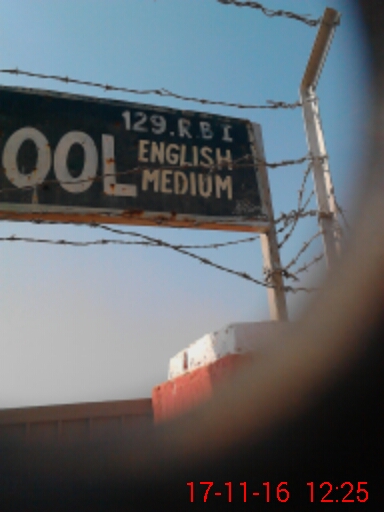 129.R.B I
OOL ENGLISH
MEDIUM
17-11-16 12:25